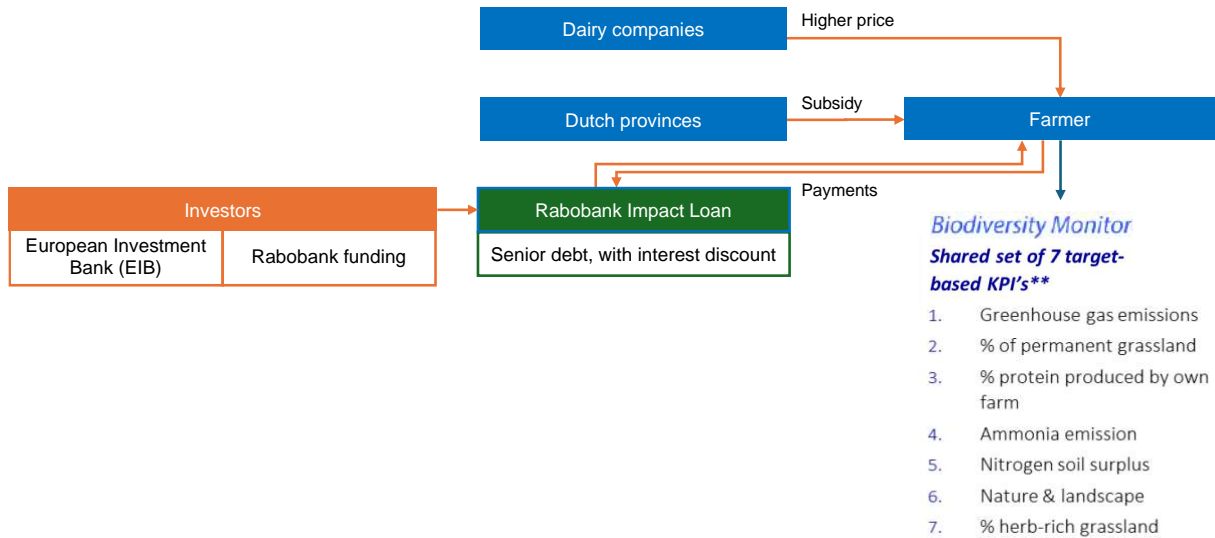 Dairy companies
Higher price
Dutch provinces
Subsidy
Farmer
Payments
Investors
European Investment
Bank (EIB)
Rabobank funding
Rabobank Impact Loan
Senior debt, with interest discount
Biodiversity Monitor
Shared set of 7 target-
based KPI's**
1. Greenhouse gas emissions
2. % of permanent grassland
3. % protein produced by own
farm
4. Ammonia emission
5. Nitrogen soil surplus
6. Nature & landscape
7. % herb-rich grassland